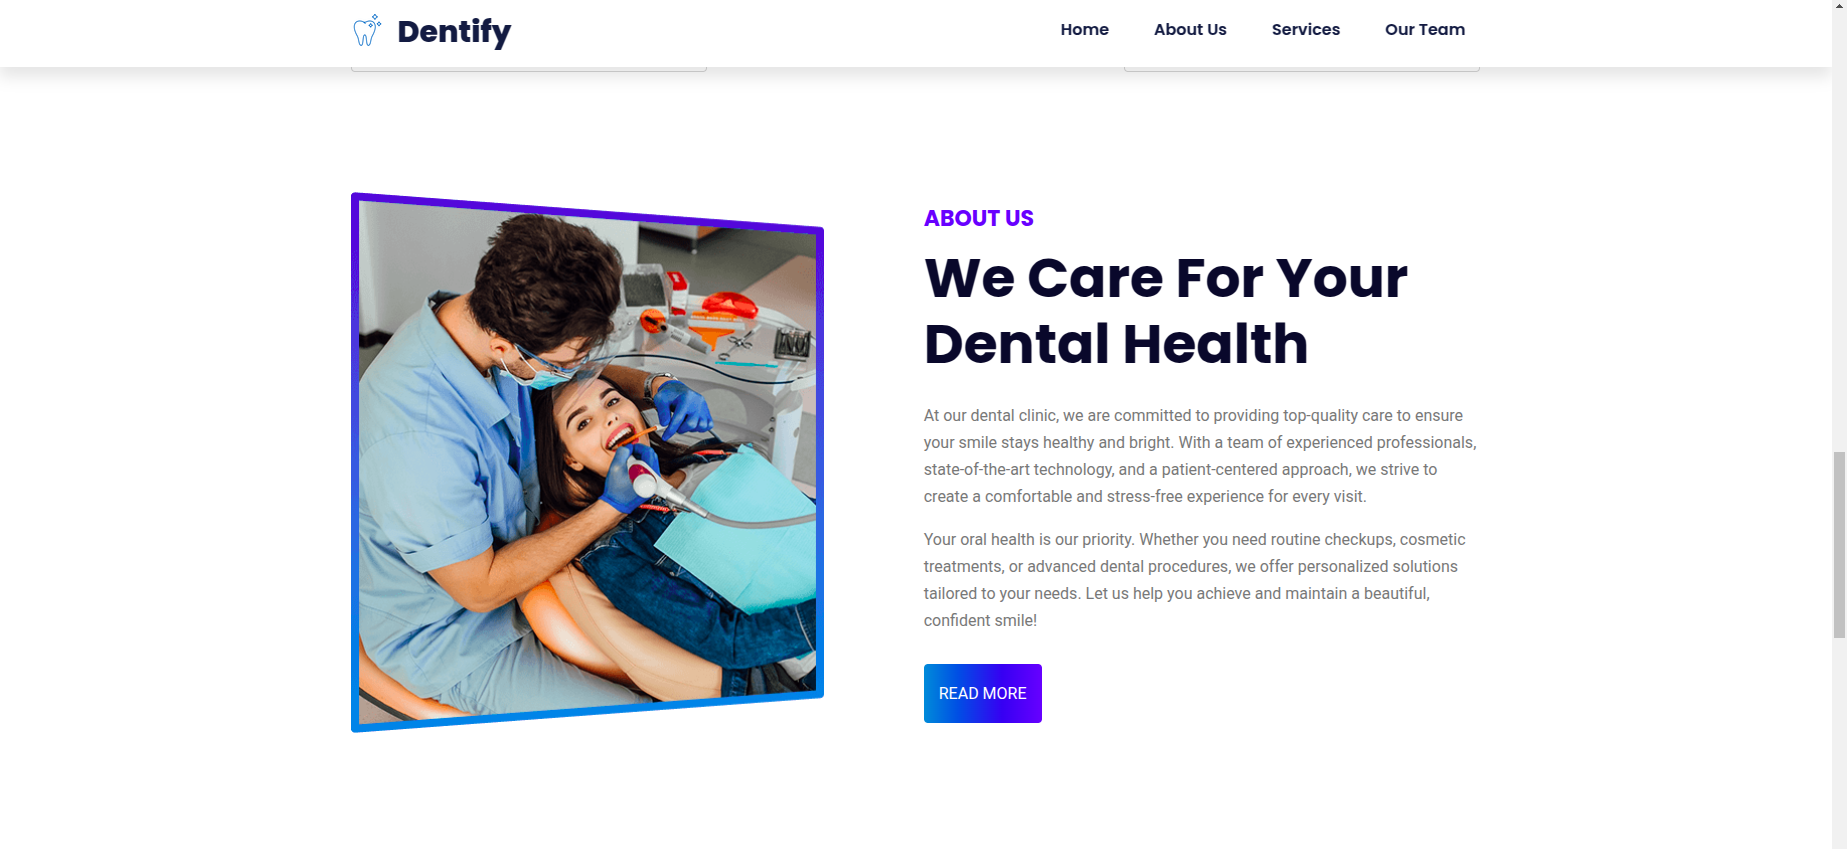 Dentify
Home
About Us
Services
Our Team
ABOUT US
We Care For Your
Dental Health
At our dental clinic, we are committed to providing top-quality care to ensure
your smile stays healthy and bright. With a team of experienced professionals,
state-of-the-art technology, and a patient-centered approach, we strive to
create a comfortable and stress-free experience for every visit.
Your oral health is our priority. Whether you need routine checkups, cosmetic
treatments, or advanced dental procedures, we offer personalized solutions
tailored to your needs. Let us help you achieve and maintain a beautiful,
confident smile!
READ MORE